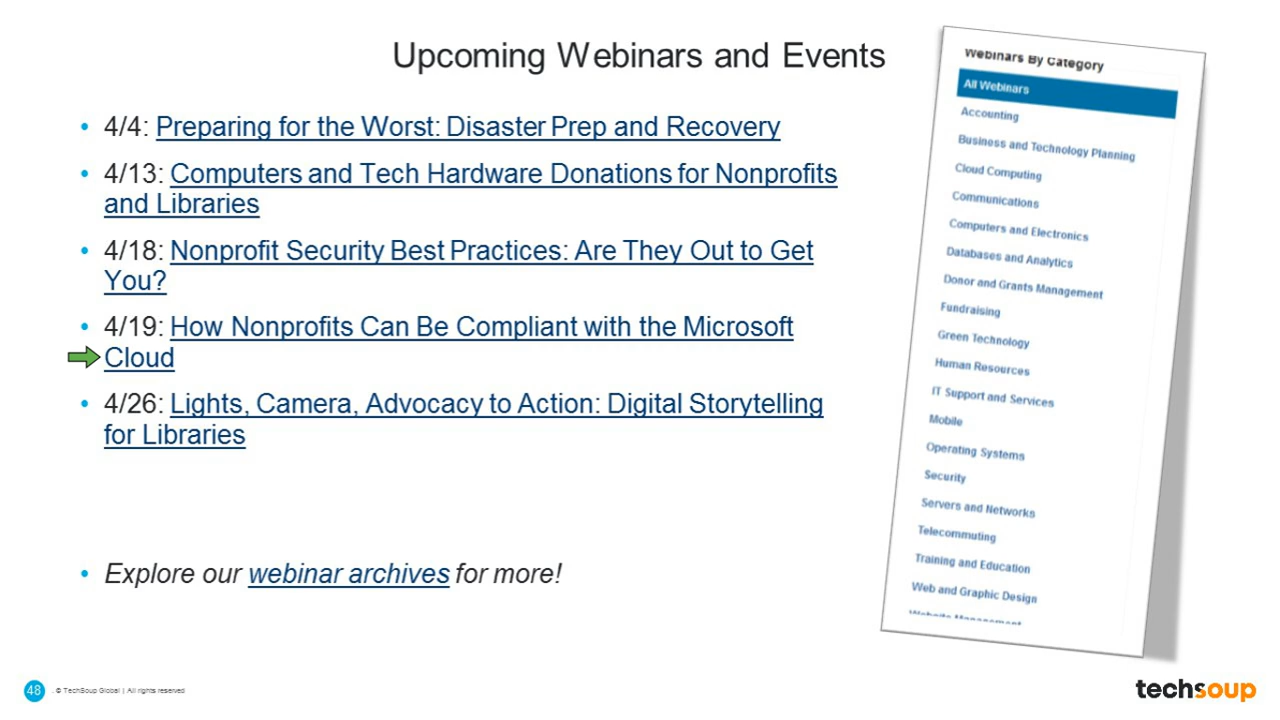 Upcoming Webinars and Events
• 4/4: Preparing for the Worst: Disaster Prep and Recovery
• 4/13: Computers and Tech Hardware Donations for Nonprofits
and Libraries
• 4/18: Nonprofit Security Best Practices: Are They Out to Get
You?
• 4/19: How Nonprofits Can Be Compliant with the Microsoft
Cloud
• 4/26: Lights, Camera, Advocacy to Action: Digital Storytelling
for Libraries
• Explore our webinar archives for more!
Webinars By Category
All Webinars
Accounting
Business and Technology Planning
Cloud Computing
Communications
Computers and Electronics
Databases and Analytics
Donor and Grants Management
Fundraising
Green Technology
Human Resources
IT Support and Services
Mobile
Operating Systems
Security
Servers and Networks
Telecommuting
Training and Education
Web and Graphic Design
Website Management
48 . © TechSoup Global | All rights reserved
techsoup